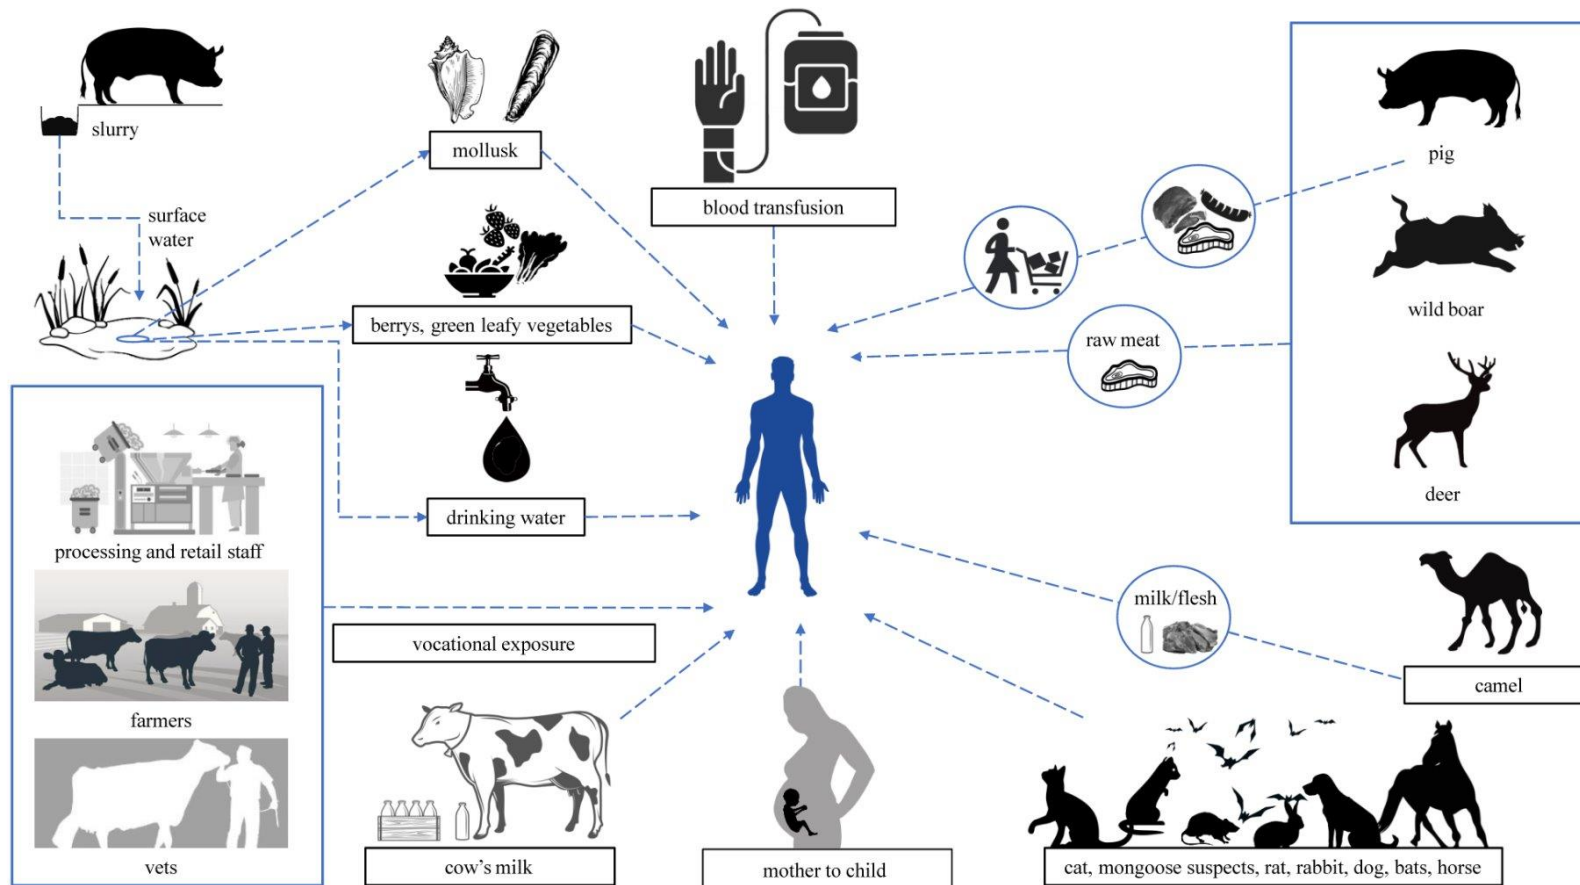 slurry
mollusk
blood transfusion
pig
surface
water
wild boar
berrys, green leafy vegetables
raw meat
deer
drinking water
processing and retail staff
milk/flesh
vocational exposure
camel
farmers
vets
cow's milk
mother to child
cat, mongoose suspects, rat, rabbit, dog, bats, horse